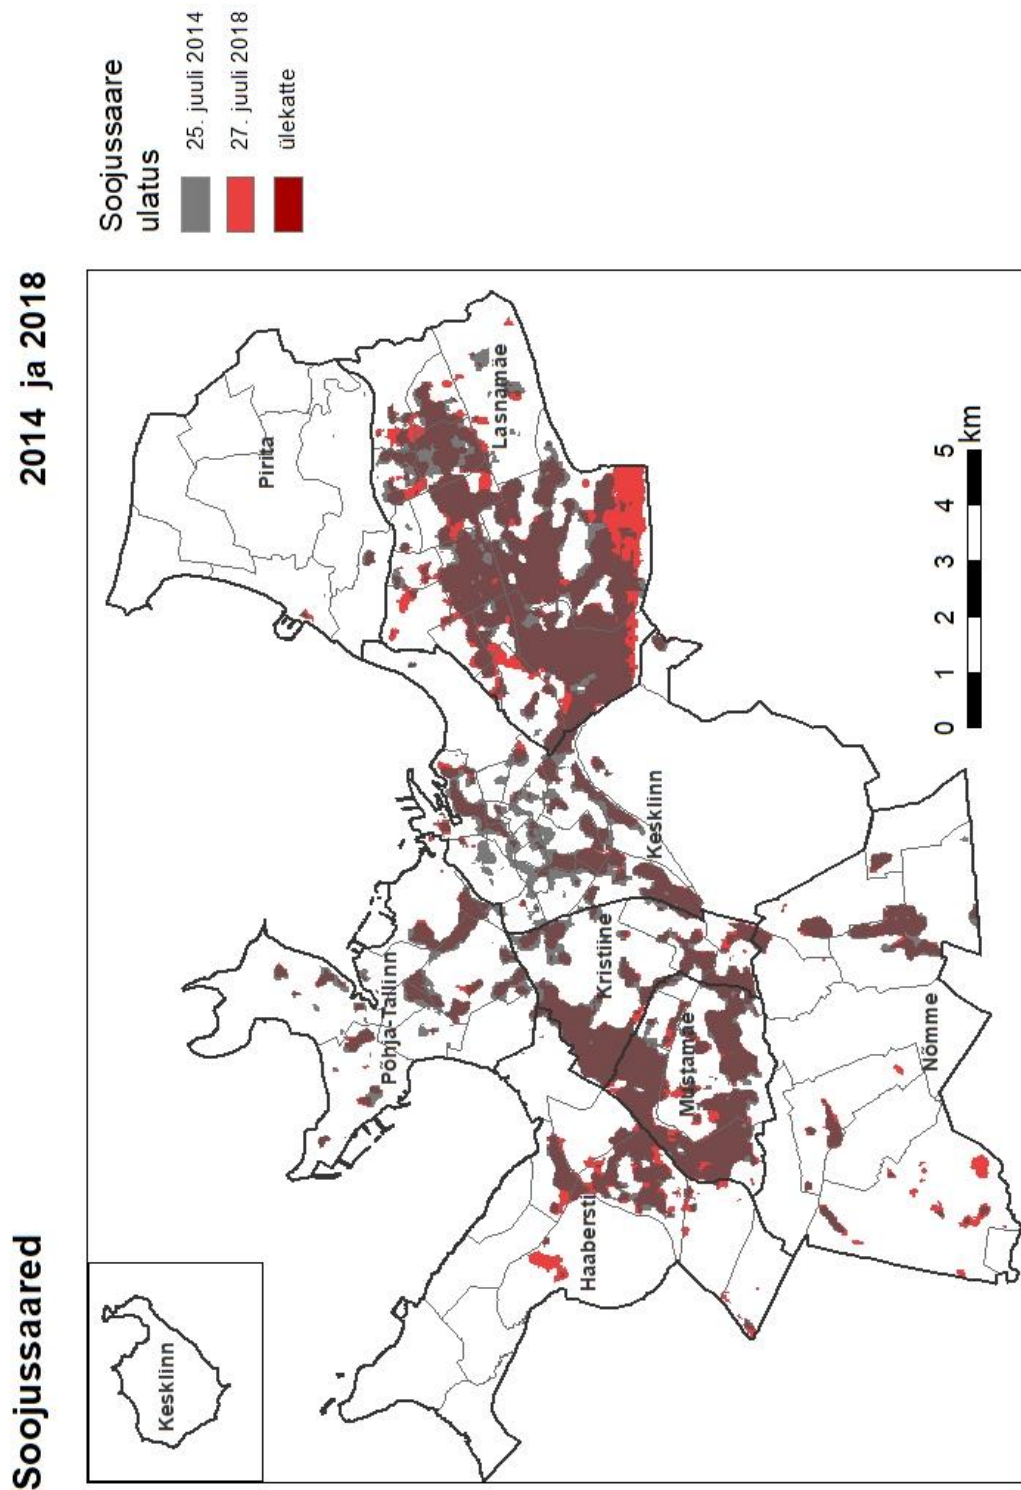 Soojussaared
2014 ja 2018
Soojussaare
ulatus
25. juuli 2014
27. juuli 2018
ülekatte
Kesklinn
Pirita
Lasnamäe
Põhja-Tallinn
Kesklinn
Kristiine
Haabersti
Mustamäe
Nõmme
0 1 2 3 4 5
km